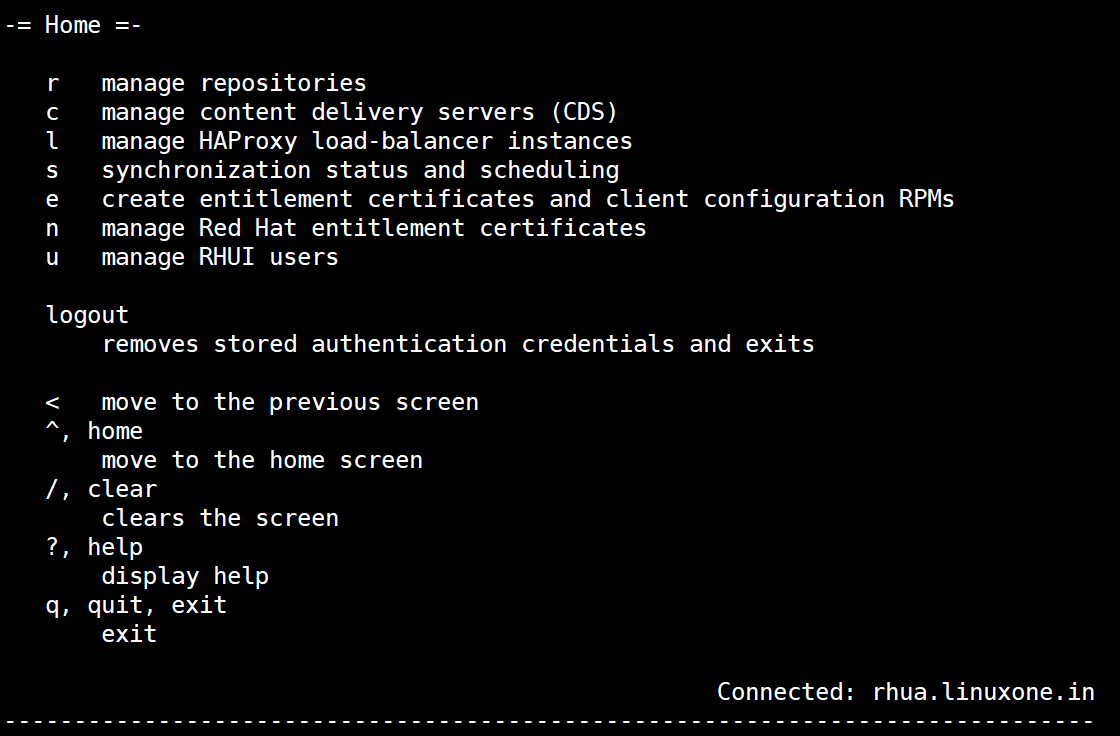 -= Home =-
r   manage repositories
c   manage content delivery servers (CDS)
l   manage HAProxy load-balancer instances
s   synchronization status and scheduling
e   create entitlement certificates and client configuration RPMs
n   manage Red Hat entitlement certificates
u   manage RHUI users
logout
removes stored authentication credentials and exits
<   move to the previous screen
^, home
move to the home screen
/, clear
clears the screen
?, help
display help
q, quit, exit
exit
Connected: rhua.linuxone.in
------------------------------------------------------------------------------